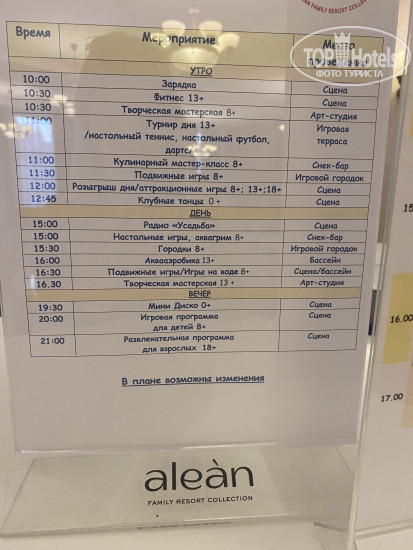 FAMILY RESORT COLLECTION
TopHotels
ФОТО ТУРИСТА
Время Мероприятие Место проведения
УТРО
10:00 Зарядка Сцена
10:30 Фитнес 13+ Сцена
10:30 Творческая мастерская 8+ Арт-студия
11:00 Турнир дня 13+ Игровая
/настольный теннис, настольный футбол, терраса
дартс/
11:00 Кулинарный мастер-класс 8+ Снек-бар
11:30 Подвижные игры 8+ Игровой городок
12:00 Розыгрыш дня/аттракционные игры 8+; 13+;18+ Сцена
12:45 Клубные танцы 0+ Сцена
ДЕНЬ
15:00 Радио «Усадьба» Сцена
15:00 Настольные игры, аквагрим 8+ Снек-бар
15:30 Городки 8+ Игровой городок
16:00 Аквааэробика 13+ Бассейн
16:30 Подвижные игры/Игры на воде 8+ Сцена/бассейн
16.30 Творческая мастерская 13+ Арт-студия
ВЕЧЕР
19:30 Мини Диско 0+ Сцена
20:00 Игровая программа Сцена
для детей 8+
21:00 Развлекательная программа Сцена
для взрослых 18+
В плане возможны изменения
16.00
17.00
aleàn
FAMILY RESORT COLLECTION